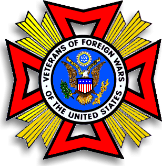 VETERANS OF FOREIGN WARS
OF THE UNITED STATES